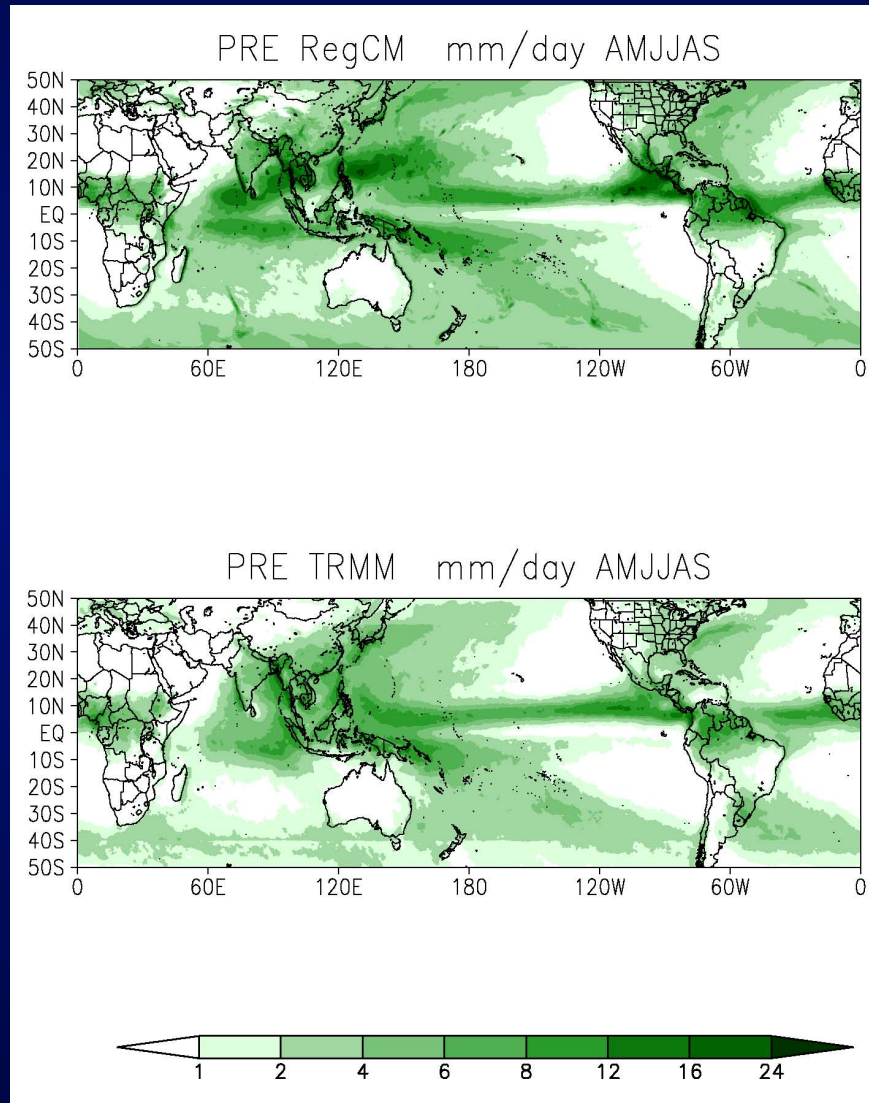 PRE RegCM mm/day AMJJAS
50N
40N
30N
20N
10N
EQ
10S
20S
30S
40S
50S
0 60E 120E 180 120W 60W 0
PRE TRMM mm/day AMJJAS
50N
40N
30N
20N
10N
EQ
10S
20S
30S
40S
50S
0 60E 120E 180 120W 60W 0
1 2 4 6 8 12 16 24